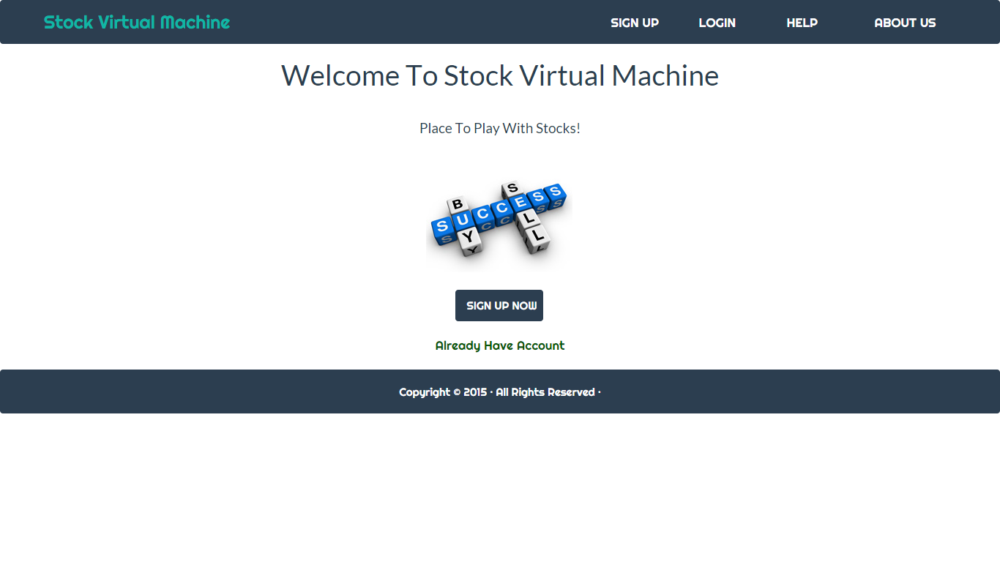 Stock Virtual Machine SIGN UP LOGIN HELP ABOUT US
Welcome To Stock Virtual Machine
Place To Play With Stocks!
BUY
SUCCESS
SELL
SIGN UP NOW
Already Have Account
Copyright © 2015 · All Rights Reserved ·